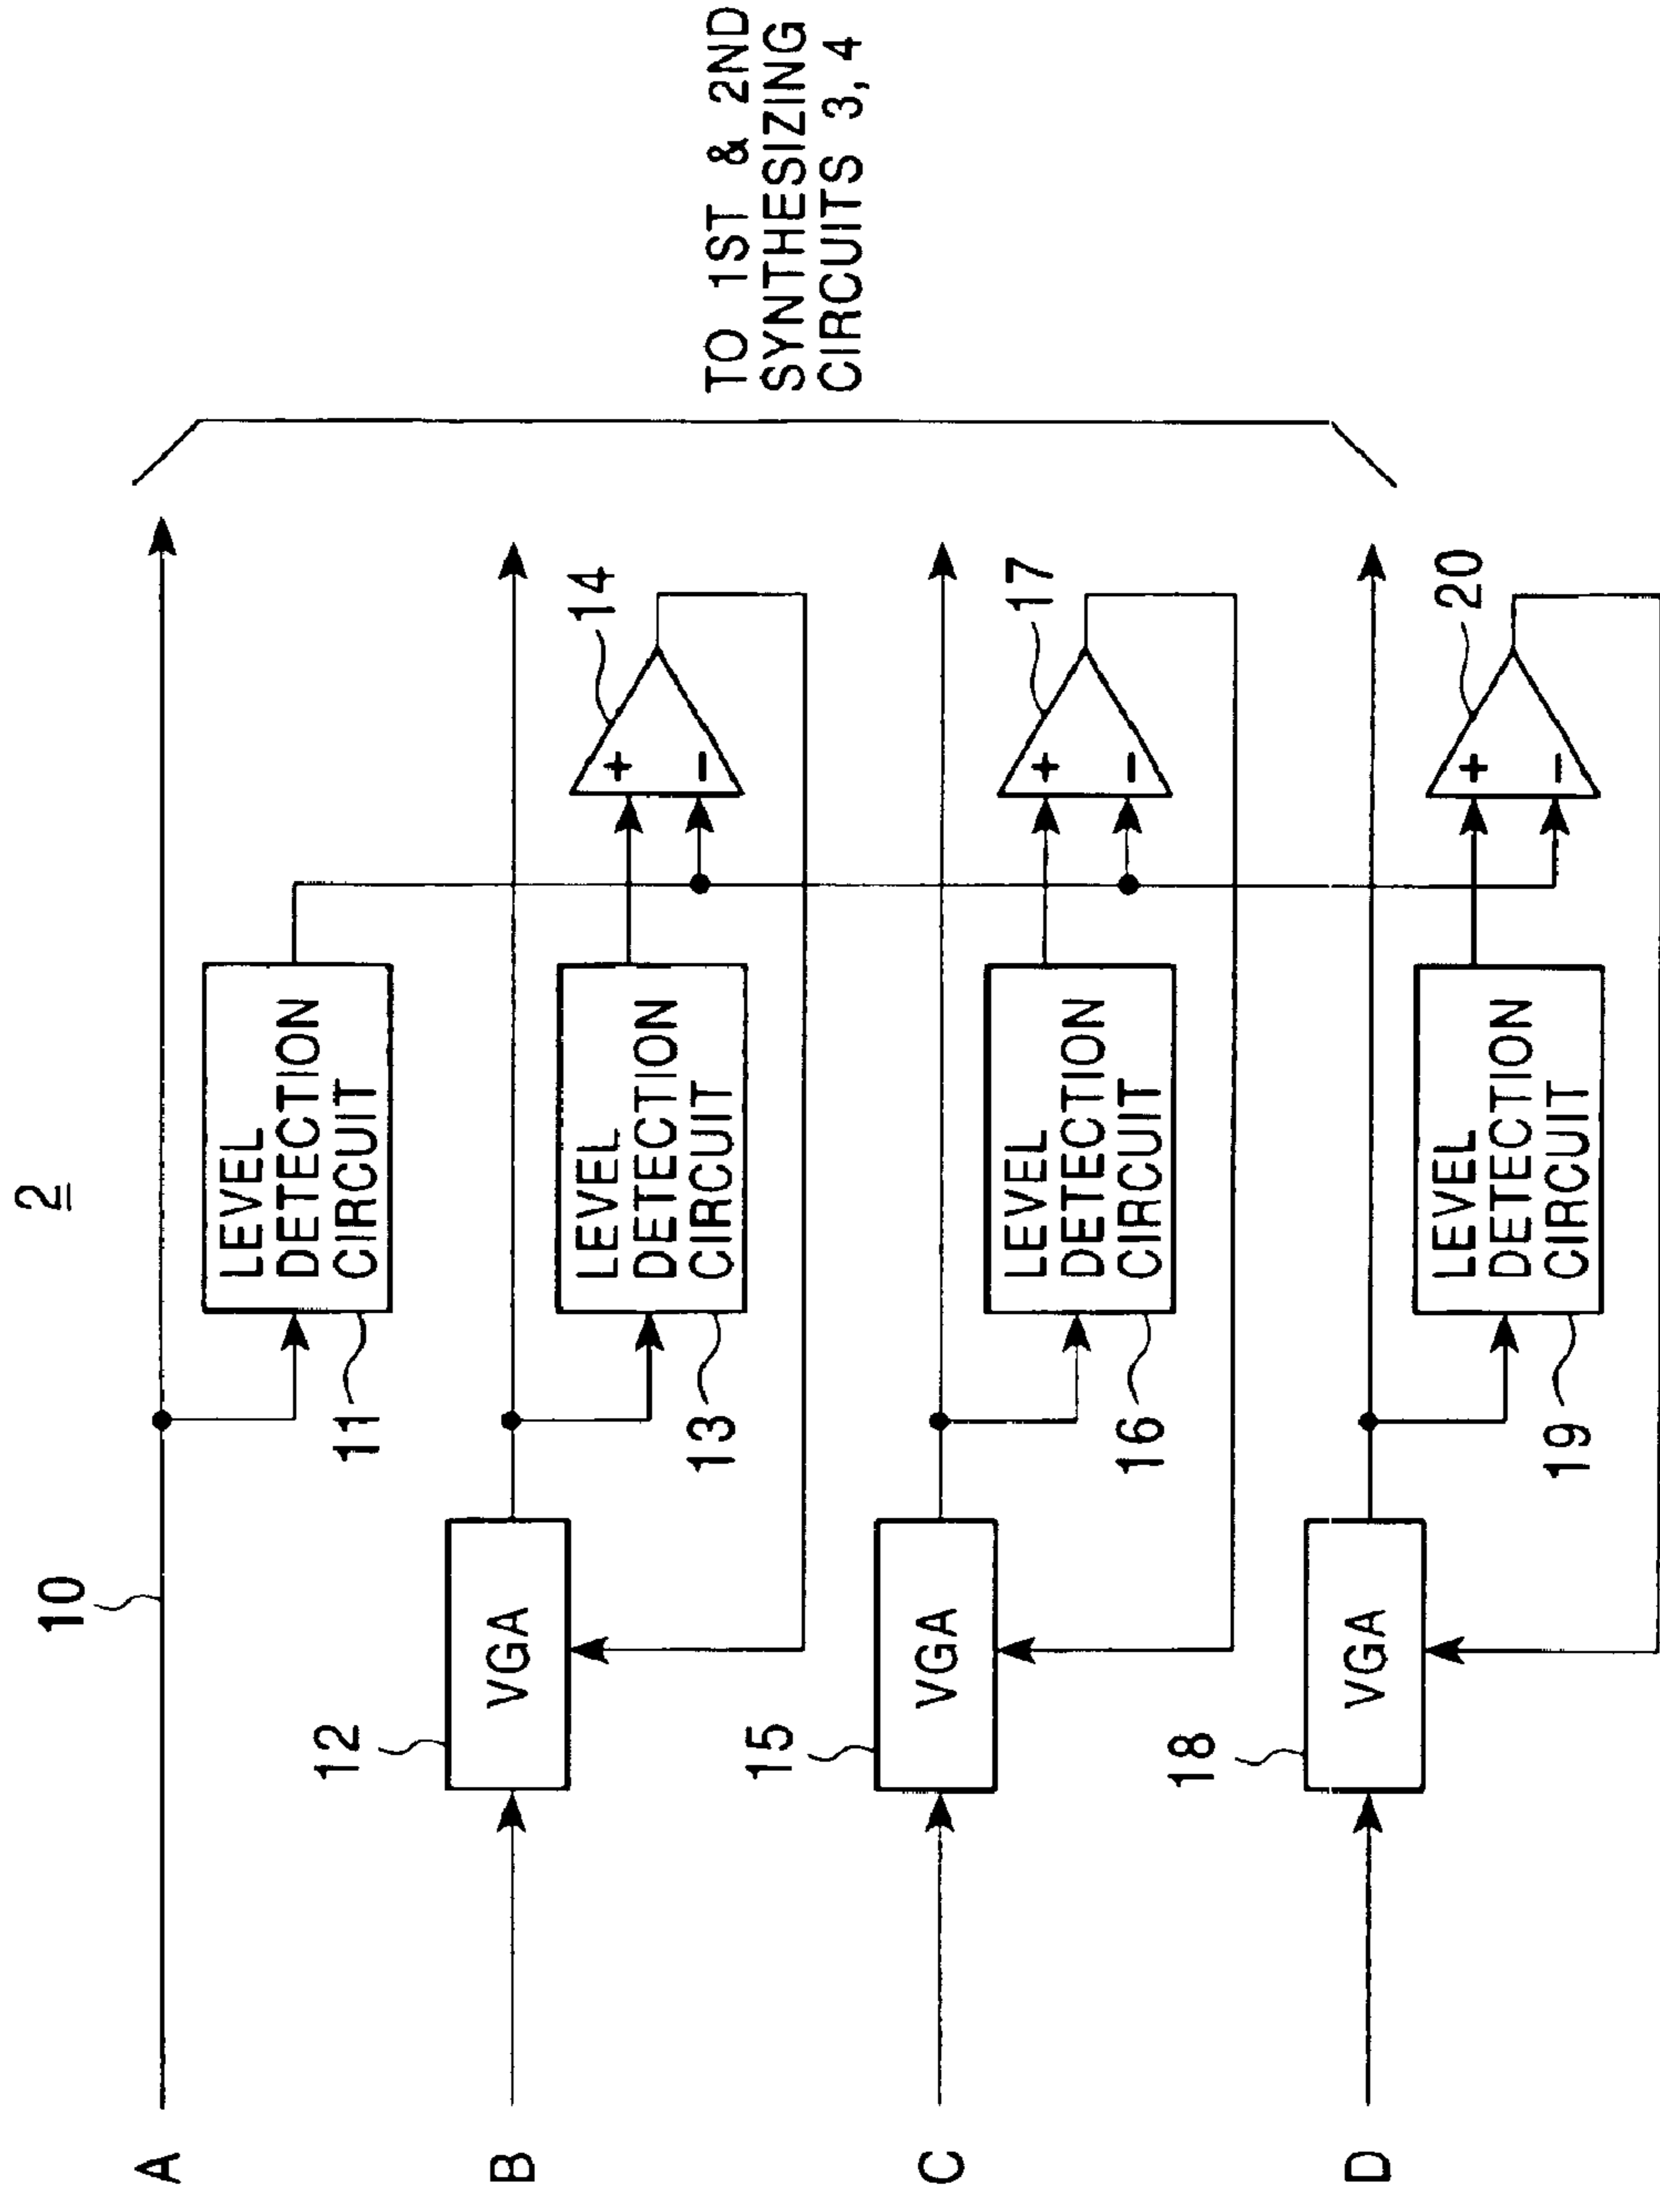 2
10
A
TO 1ST & 2ND
SYNTHESIZING
CIRCUITS 3, 4
LEVEL
DETECTION
CIRCUIT
11
12
B
VGA
LEVEL
DETECTION
CIRCUIT
13
+
-
14
15
C
VGA
LEVEL
DETECTION
CIRCUIT
16
+
-
17
18
D
VGA
LEVEL
DETECTION
CIRCUIT
19
+
-
20